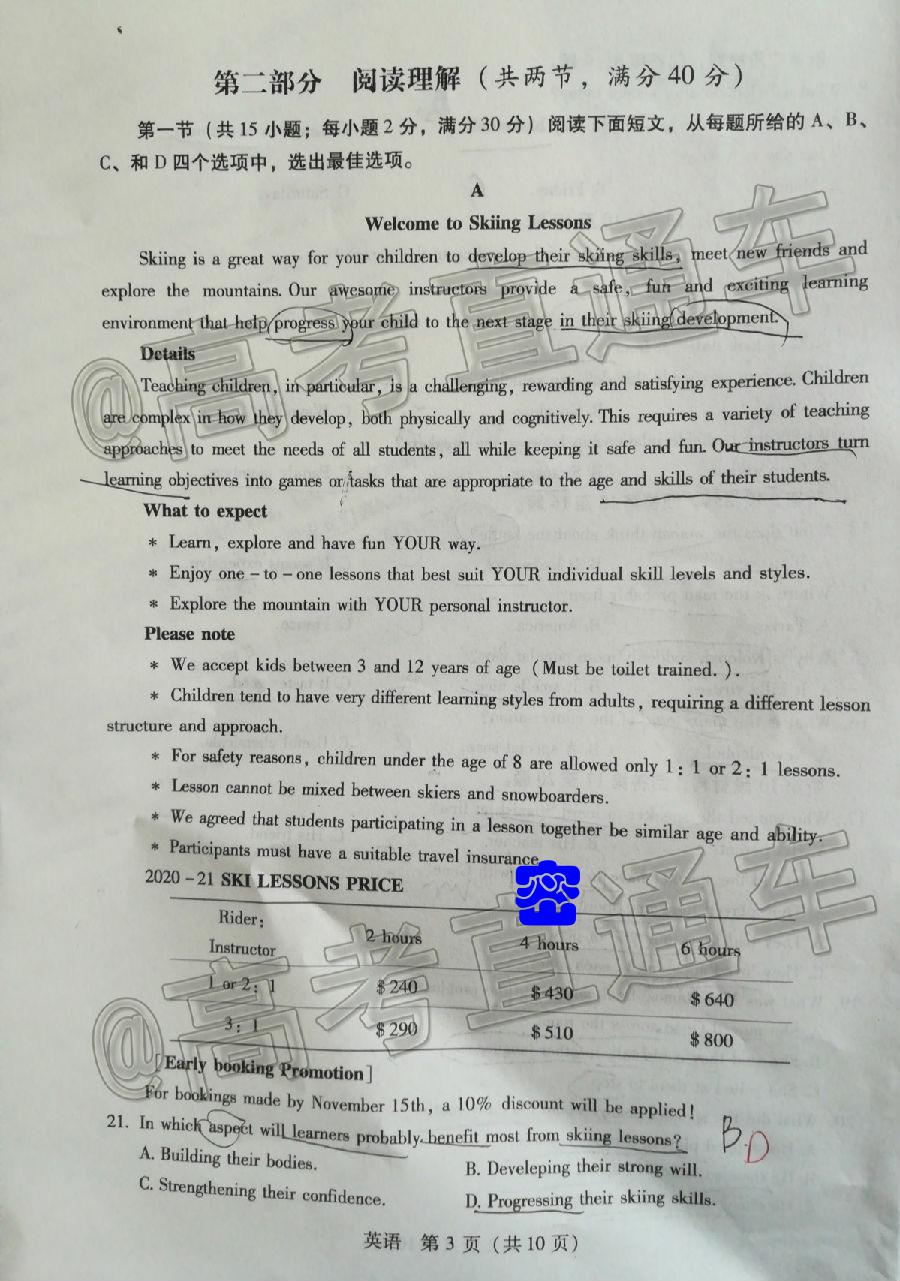 第二部分 阅读理解（共两节，满分40分）
第一节（共15小题；每小题2分，满分30分）阅读下面短文，从每题所给的A、B、
C、和D四个选项中，选出最佳选项。
A
Welcome to Skiing Lessons
Skiing is a great way for your children to develop their skiing skills, meet new friends and
explore the mountains. Our awesome instructors provide a safe, fun and exciting learning
environment that help progress your child to the next stage in their skiing development.
Details
Teaching children, in particular, is a challenging, rewarding and satisfying experience. Children
are complex in how they develop, both physically and cognitively. This requires a variety of teaching
approaches to meet the needs of all students, all while keeping it safe and fun. Our instructors turn
learning objectives into games or tasks that are appropriate to the age and skills of their students.
What to expect
* Learn, explore and have fun YOUR way.
* Enjoy one-to-one lessons that best suit YOUR individual skill levels and styles.
* Explore the mountain with YOUR personal instructor.
Please note
* We accept kids between 3 and 12 years of age (Must be toilet trained.).
* Children tend to have very different learning styles from adults, requiring a different lesson
structure and approach.
* For safety reasons, children under the age of 8 are allowed only 1:1 or 2:1 lessons.
* Lesson cannot be mixed between skiers and snowboarders.
* We agreed that students participating in a lesson together be similar age and ability.
* Participants must have a suitable travel insurance
2020-21 SKI LESSONS PRICE
Rider:
Instructor 2 hours 4 hours 6 hours
1 or 2:1 $240 $430 $640
3:1 $290 $510 $800
[Early booking Promotion]
For bookings made by November 15th, a 10% discount will be applied!
21. In which aspect will learners probably benefit most from skiing lessons? B D
A. Building their bodies. B. Develeping their strong will.
C. Strengthening their confidence. D. Progressing their skiing skills.
英语 第3页（共10页）
@高考直通车
@高考直通车